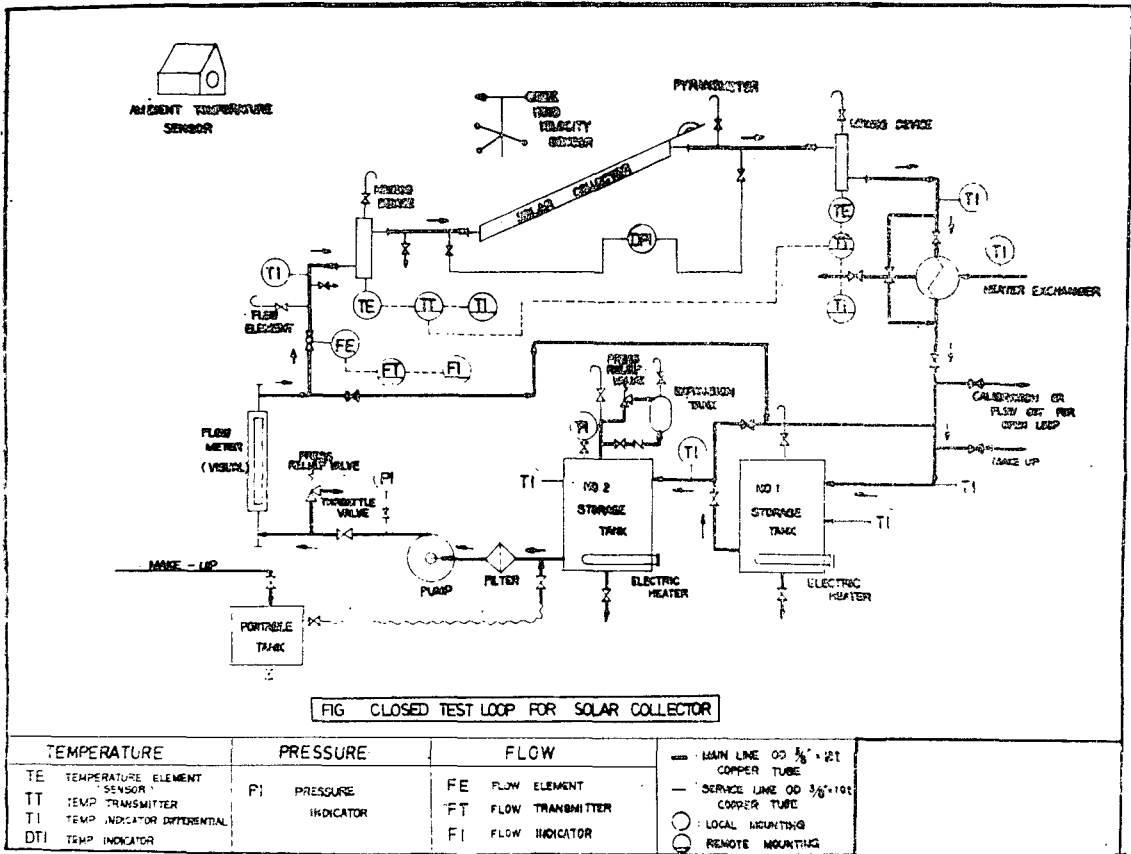 AMBIENT TEMPERATURE
SENSOR
VELOCITY
PYRANOMETER
MIXING
DEVICE
SOLAR COLLECTING
DEVICE
TE
TI
DPI
TI
HEATER EXCHANGER
TI
TE
TT
TI
FLOW
ELEMENT
FE
FT
FI
PRESS
RELIEF
VALVE
EXPANSION
TANK
CALIBRATION OR
FLOW OUT FOR
OPEN LOOP
MAKE UP
FLOW
METER
(VISUAL)
PRESS
RELIEF VALVE
THROTTLE
VALVE
PI
TI
NO 2
STORAGE
TANK
TI
NO 1
STORAGE
TANK
TI
TI
MAKE-UP
PUMP
FILTER
ELECTRIC
HEATER
ELECTRIC
HEATER
PORTABLE
TANK
FIG CLOSED TEST LOOP FOR SOLAR COLLECTOR
TEMPERATURE
TE TEMPERATURE ELEMENT
SENSOR
TT TEMP TRANSMITTER
TI TEMP INDICATOR DIFFERENTIAL
DTI TEMP INDICATOR
PRESSURE
PI PRESSURE
INDICATOR
FLOW
FE FLOW ELEMENT
FT FLOW TRANSMITTER
FI FLOW INDICATOR
MAIN LINE OD
COPPER TUBE
SERVICE LINE OD
COPPER TUBE
LOCAL MOUNTING
REMOTE MOUNTING